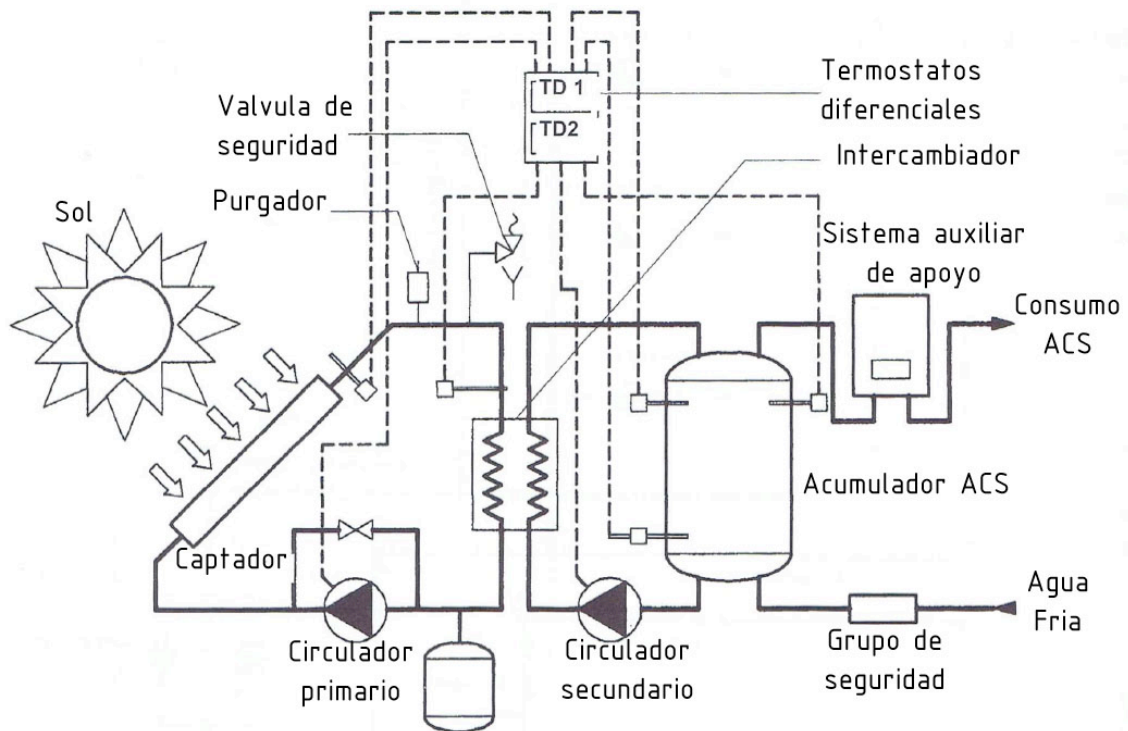 TD 1
TD2
Termostatos
diferenciales
Valvula de
seguridad
Intercambiador
Purgador
Sol
Sistema auxiliar
de apoyo
Consumo
ACS
Acumulador ACS
Captador
Agua
Fria
Circulador
primario
Circulador
secundario
Grupo de
seguridad